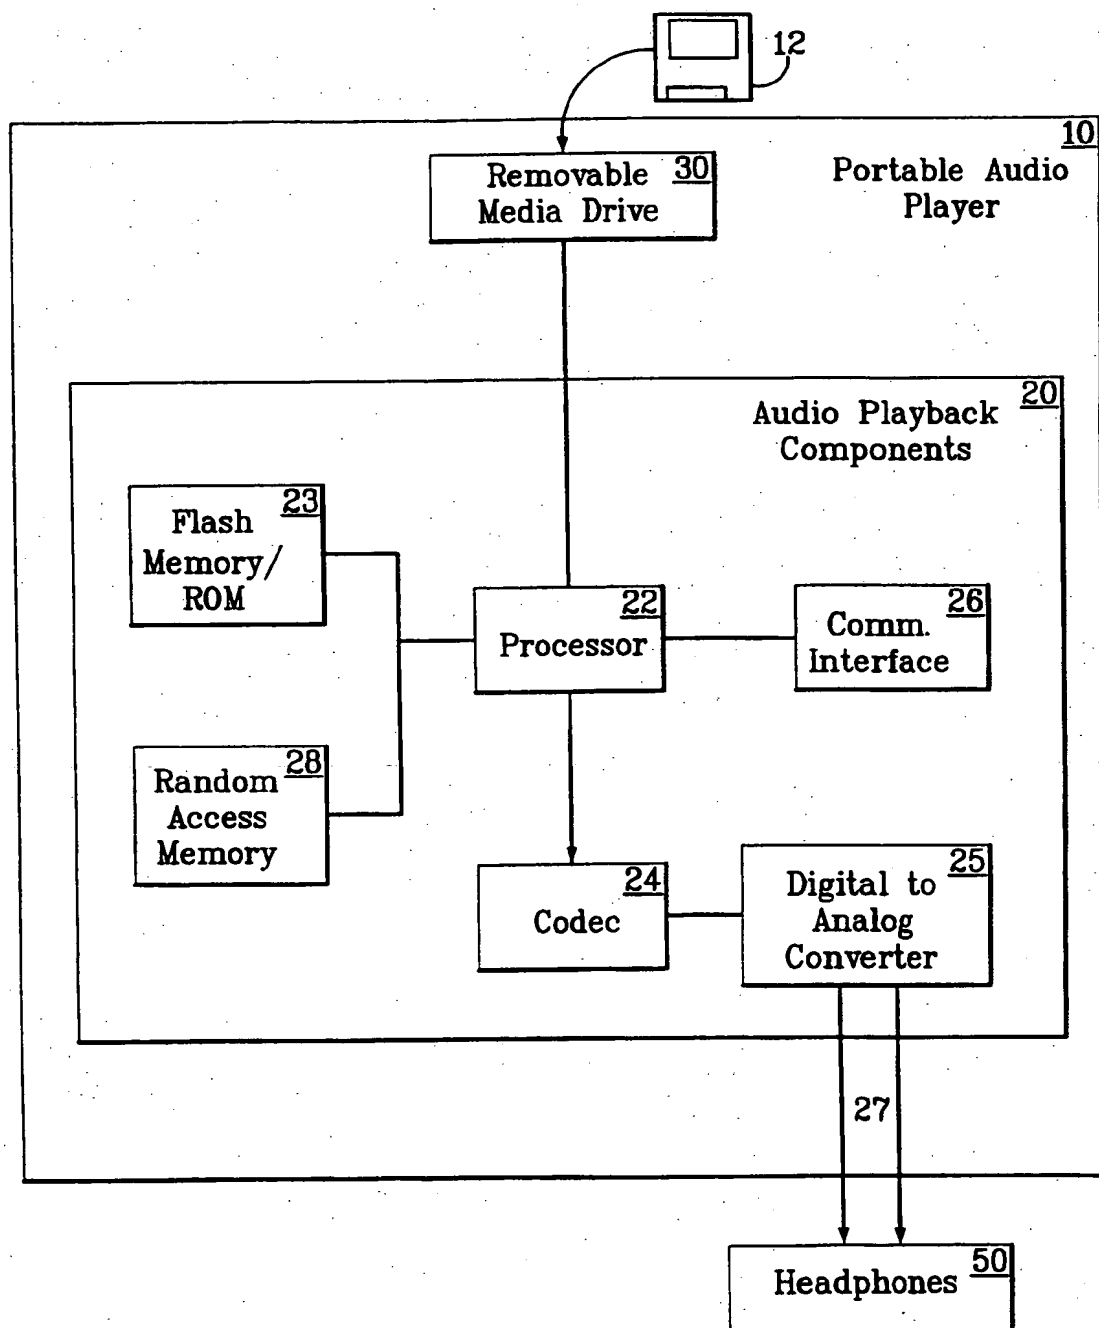 12
10
Portable Audio
Player
30
Removable
Media Drive
20
Audio Playback
Components
23
Flash
Memory/
ROM
22
Processor
26
Comm.
Interface
28
Random
Access
Memory
24
Codec
25
Digital to
Analog
Converter
27
50
Headphones